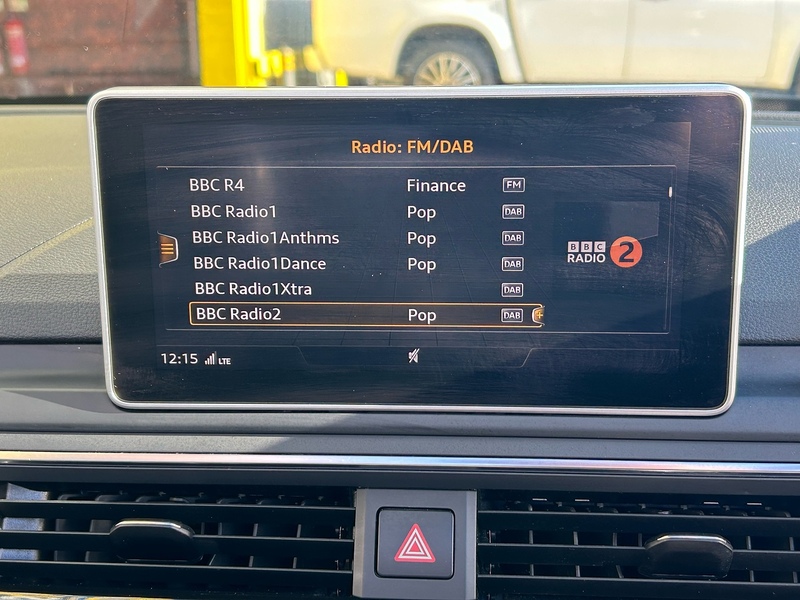 Radio: FM/DAB
BBC R4 Finance FM
BBC Radio1 Pop DAB
BBC Radio1Anthms Pop DAB
BBC Radio1Dance Pop DAB
BBC Radio1Xtra DAB
BBC Radio2 Pop DAB
BBC
RADIO 2
12:15 LTE